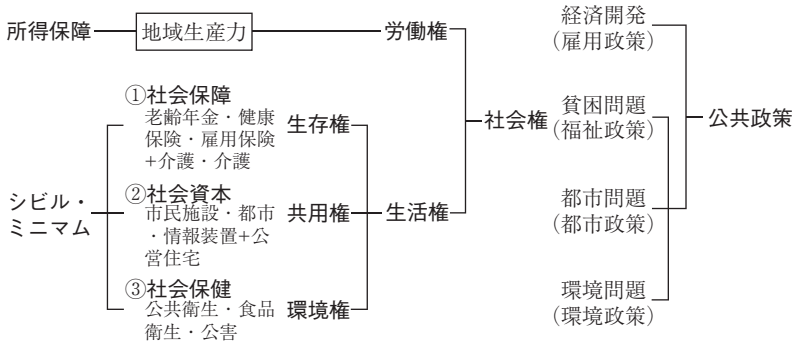 所得保障
地域生産力
労働権
経済開発
(雇用政策)
シビル・
ミニマム
①社会保障
老齢年金・健康
保険・雇用保険
+介護・介護
生存権
②社会資本
市民施設・都市
・情報装置+公
営住宅
共用権
③社会保健
公共衛生・食品
衛生・公害
環境権
生活権
社会権
貧困問題
(福祉政策)
都市問題
(都市政策)
環境問題
(環境政策)
公共政策